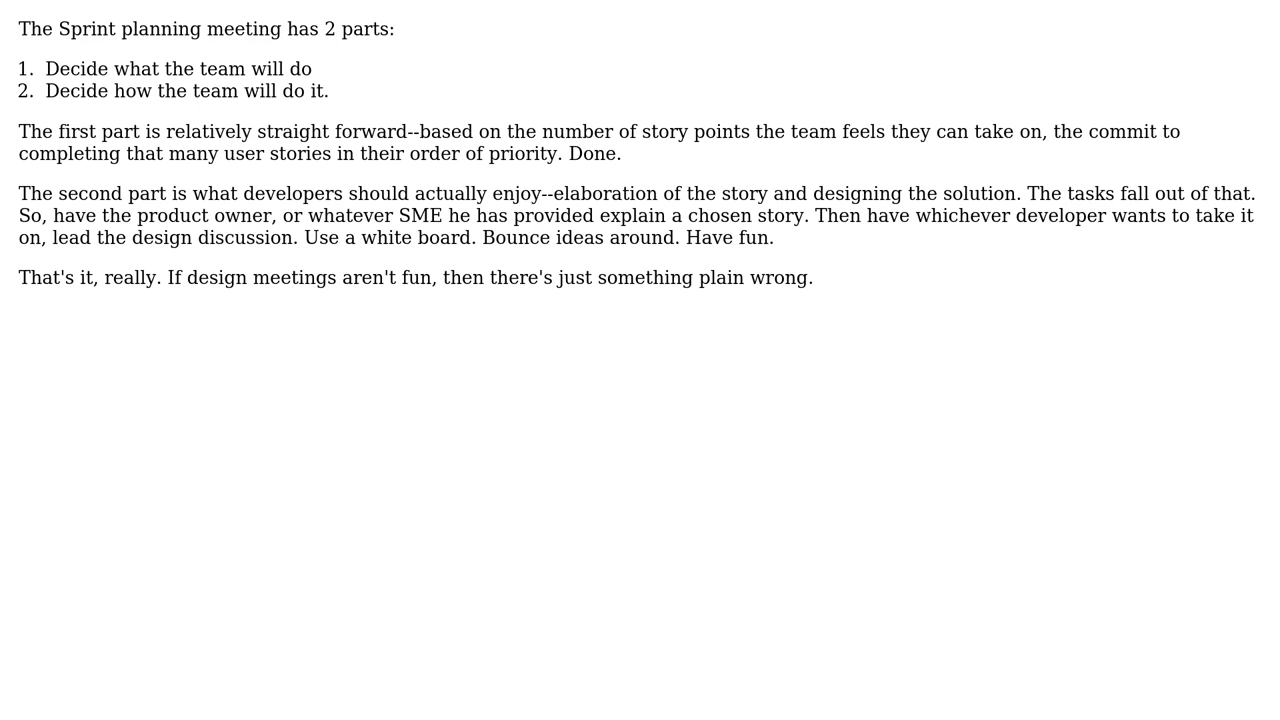 The Sprint planning meeting has 2 parts:
1. Decide what the team will do
2. Decide how the team will do it.
The first part is relatively straight forward--based on the number of story points the team feels they can take on, the commit to
completing that many user stories in their order of priority. Done.
The second part is what developers should actually enjoy--elaboration of the story and designing the solution. The tasks fall out of that.
So, have the product owner, or whatever SME he has provided explain a chosen story. Then have whichever developer wants to take it
on, lead the design discussion. Use a white board. Bounce ideas around. Have fun.
That's it, really. If design meetings aren't fun, then there's just something plain wrong.